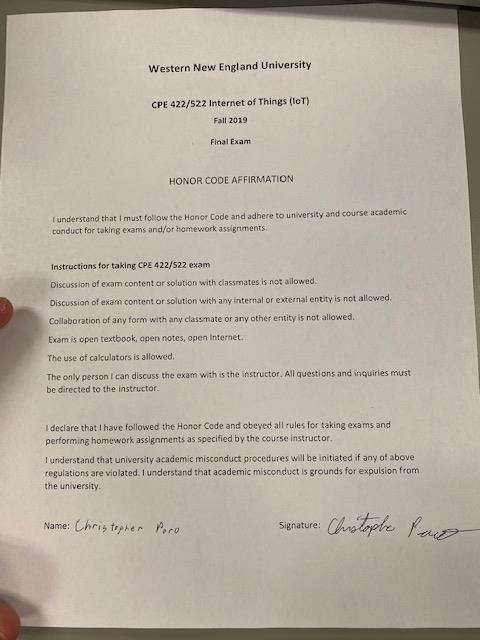 Western New England University
CPE 422/522 Internet of Things (IoT)
Fall 2019
Final Exam
HONOR CODE AFFIRMATION
I understand that I must follow the Honor Code and adhere to university and course academic
conduct for taking exams and/or homework assignments.
Instructions for taking CPE 422/522 exam
Discussion of exam content or solution with classmates is not allowed.
Discussion of exam content or solution with any internal or external entity is not allowed.
Collaboration of any form with any classmate or any other entity is not allowed.
Exam is open textbook, open notes, open Internet.
The use of calculators is allowed.
The only person I can discuss the exam with is the instructor. All questions and inquiries must
be directed to the instructor.
I declare that I have followed the Honor Code and obeyed all rules for taking exams and
performing homework assignments as specified by the course instructor.
I understand that university academic misconduct procedures will be initiated if any of above
regulations are violated. I understand that academic misconduct is grounds for expulsion from
the university.
Name: Christopher Paro Signature: Christopher Paro